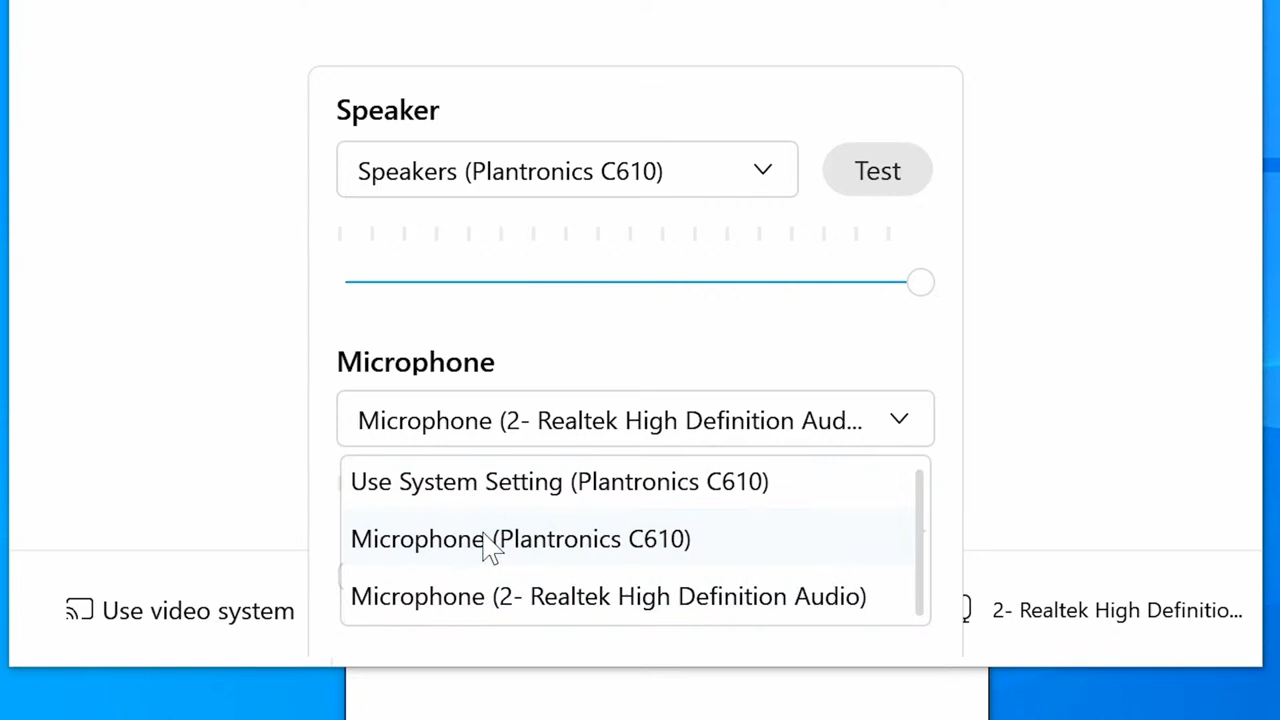 Speaker
Speakers (Plantronics C610)
Test
Microphone
Microphone (2- Realtek High Definition Aud...
Use System Setting (Plantronics C610)
Microphone (Plantronics C610)
Microphone (2- Realtek High Definition Audio)
Use video system
2- Realtek High Definitio...